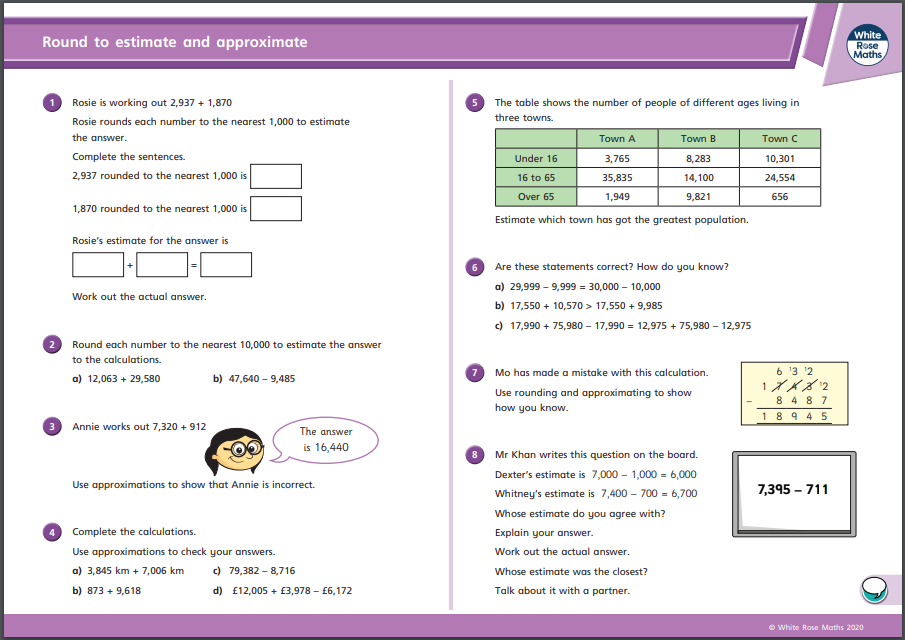 Round to estimate and approximate
White
Rose
Maths
1 Rosie is working out 2,937 + 1,870
Rosie rounds each number to the nearest 1,000 to estimate
the answer.
Complete the sentences.
2,937 rounded to the nearest 1,000 is
1,870 rounded to the nearest 1,000 is
Rosie's estimate for the answer is
+ =
Work out the actual answer.
2 Round each number to the nearest 10,000 to estimate the answer
to the calculations.
a) 12,063 + 29,580 b) 47,640 – 9,485
3 Annie works out 7,320 + 912
The answer
is 16,440
Use approximations to show that Annie is incorrect.
4 Complete the calculations.
Use approximations to check your answers.
a) 3,845 km + 7,006 km c) 79,382 – 8,716
b) 873 + 9,618 d) £12,005 + £3,978 – £6,172
5 The table shows the number of people of different ages living in
three towns.
Town A Town B Town C
Under 16 3,765 8,283 10,301
16 to 65 35,835 14,100 24,554
Over 65 1,949 9,821 656
Estimate which town has got the greatest population.
6 Are these statements correct? How do you know?
a) 29,999 – 9,999 = 30,000 – 10,000
b) 17,550 + 10,570 > 17,550 + 9,985
c) 17,990 + 75,980 – 17,990 = 12,975 + 75,980 – 12,975
7 Mo has made a mistake with this calculation.
Use rounding and approximating to show
how you know.
6 13 12
1 7 4 3 12
– 8 4 8 7
1 8 9 4 5
8 Mr Khan writes this question on the board.
Dexter's estimate is 7,000 – 1,000 = 6,000
Whitney's estimate is 7,400 – 700 = 6,700
Whose estimate do you agree with?
Explain your answer.
Work out the actual answer.
Whose estimate was the closest?
Talk about it with a partner.
7,395 – 711
© White Rose Maths 2020